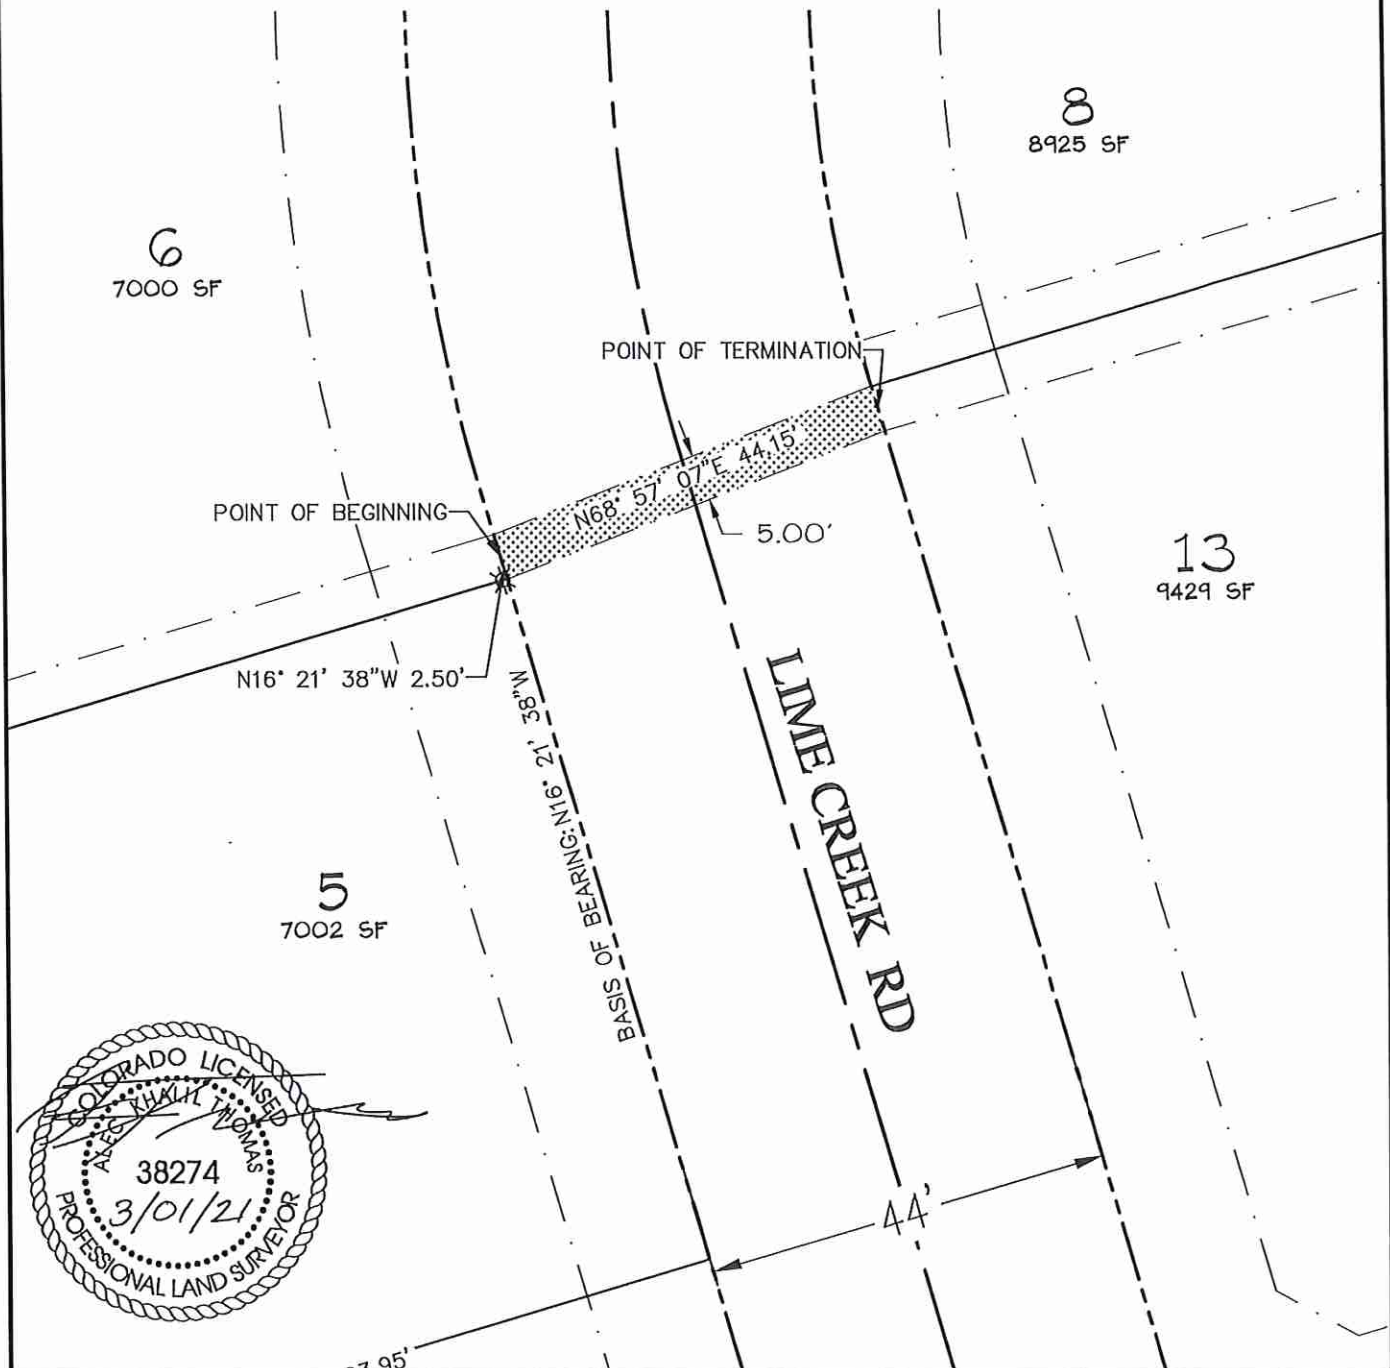 8
8925 SF
6
7000 SF
POINT OF TERMINATION
N68° 57' 07"E 44.15'
POINT OF BEGINNING
5.00'
13
9429 SF
N16° 21' 38"W 2.50'
BASIS OF BEARING: N16° 21' 38"W
LIME CREEK RD
5
7002 SF
COLORADO LICENSED
ALEC KHALIL THOMAS
38274
3/01/21
PROFESSIONAL LAND SURVEYOR
44'
7.95'